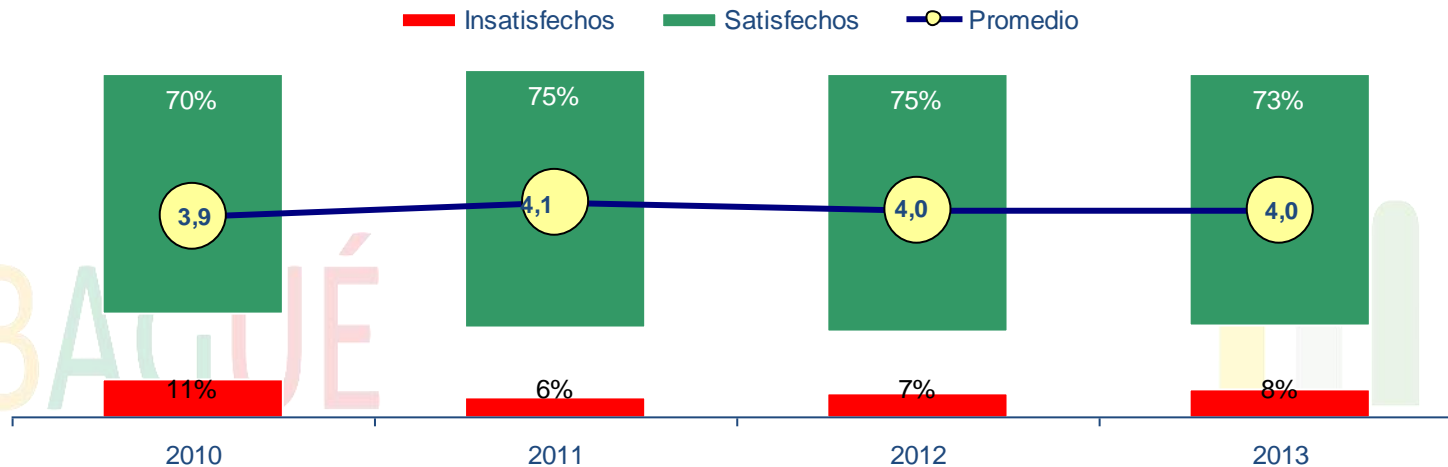 Insatisfechos Satisfechos Promedio
70% 75% 75% 73%
3,9 4,1 4,0 4,0
BAGUÉ
11% 6% 7% 8%
2010 2011 2012 2013